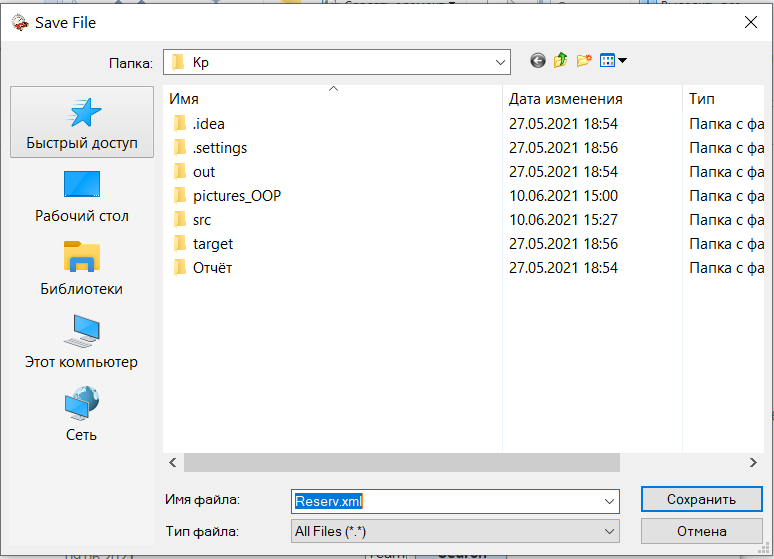 Save File
Папка: Kp
Имя Дата изменения Тип
.idea 27.05.2021 18:54 Папка с фа
.settings 27.05.2021 18:56 Папка с фа
out 27.05.2021 18:54 Папка с фа
pictures_OOP 10.06.2021 15:00 Папка с фа
src 10.06.2021 15:27 Папка с фа
target 27.05.2021 18:56 Папка с фа
Отчёт 27.05.2021 18:54 Папка с фа
Быстрый доступ
Рабочий стол
Библиотеки
Этот компьютер
Сеть
Имя файла: Reserv.xml Сохранить
Тип файла: All Files (*.*) Отмена